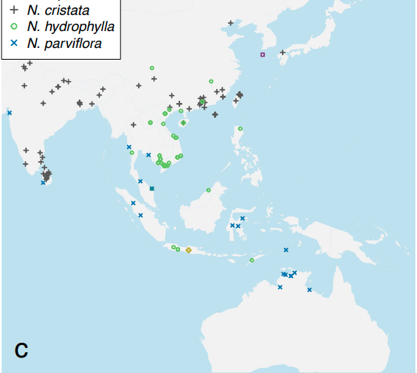 + N. cristata
○ N. hydrophylla
× N. parviflora
C